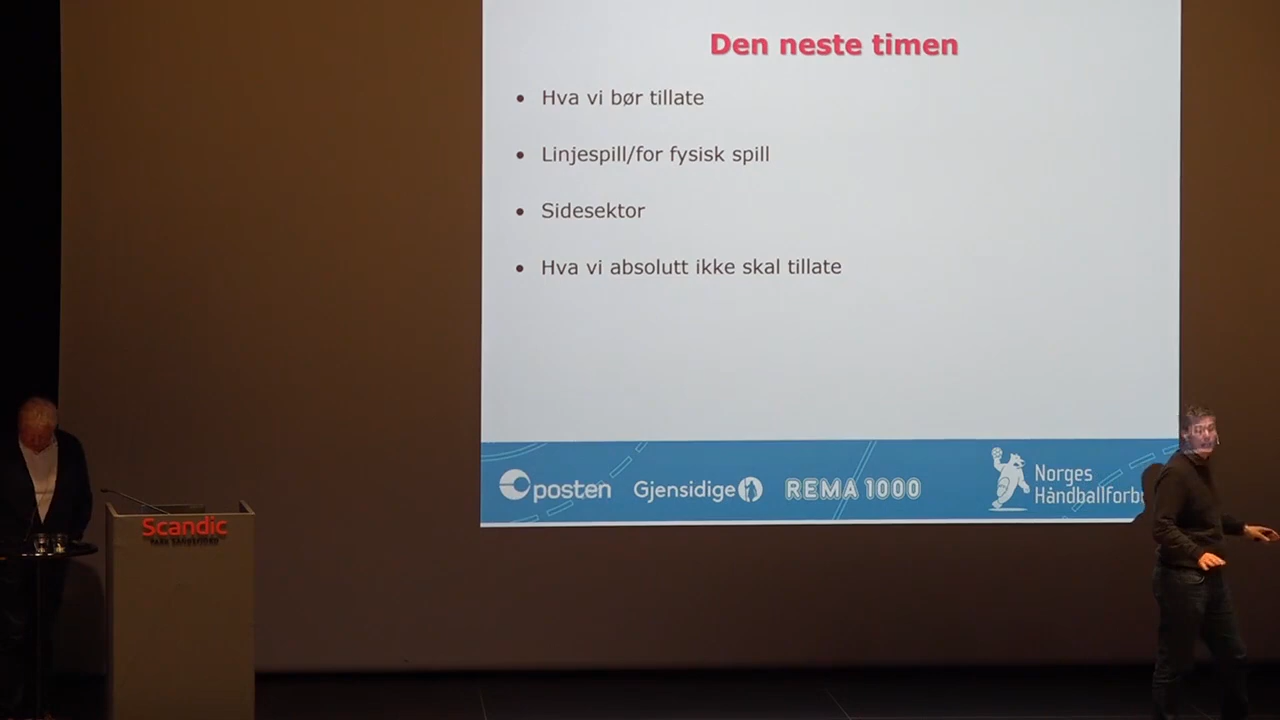 Den neste timen
• Hva vi bør tillate
• Linjespill/for fysisk spill
• Sidesektor
• Hva vi absolutt ikke skal tillate
posten
Gjensidige
REMA 1000
Norges
Håndballforb
Scandic